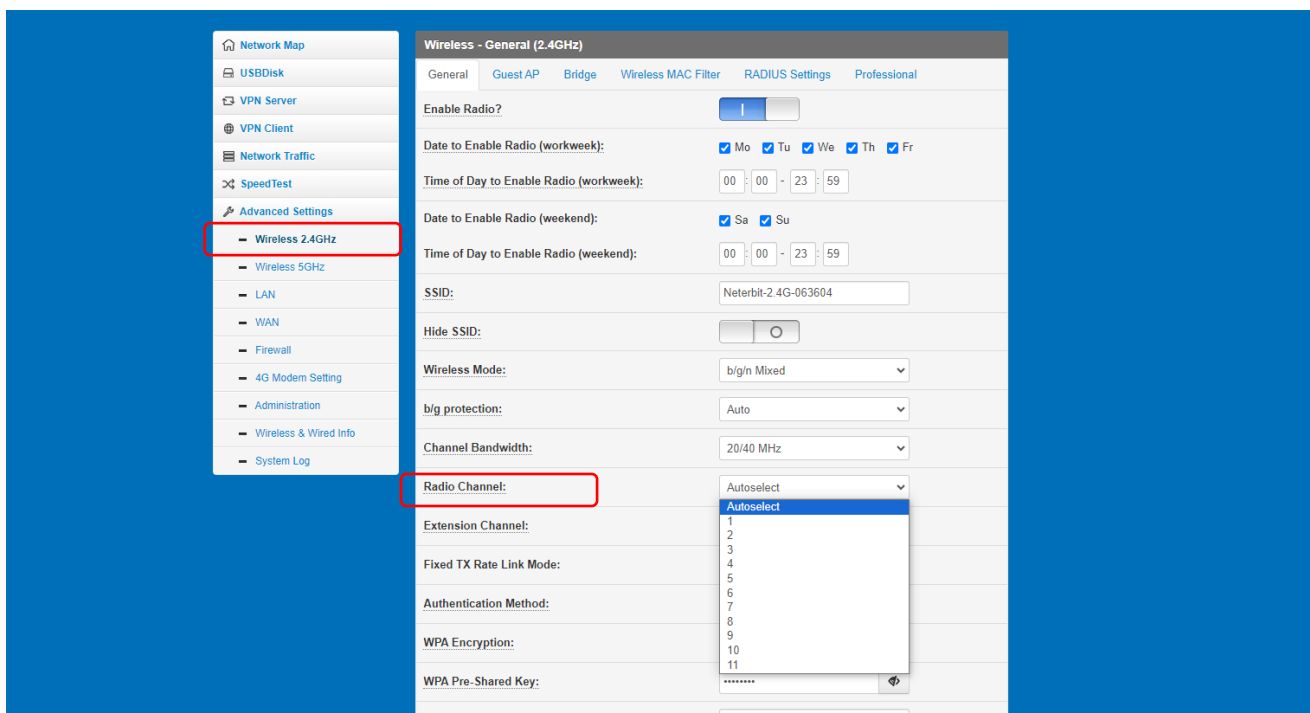 Network Map
USBDisk
VPN Server
VPN Client
Network Traffic
SpeedTest
Advanced Settings
Wireless 2.4GHz
Wireless 5GHz
LAN
WAN
Firewall
4G Modem Setting
Administration
Wireless & Wired Info
System Log
Wireless - General (2.4GHz)
General Guest AP Bridge Wireless MAC Filter RADIUS Settings Professional
Enable Radio?
Date to Enable Radio (workweek): Mo Tu We Th Fr
Time of Day to Enable Radio (workweek): 00 : 00 - 23 : 59
Date to Enable Radio (weekend): Sa Su
Time of Day to Enable Radio (weekend): 00 : 00 - 23 : 59
SSID: Neterbit-2.4G-063604
Hide SSID:
Wireless Mode: b/g/n Mixed
b/g protection: Auto
Channel Bandwidth: 20/40 MHz
Radio Channel: Autoselect
Autoselect
1
2
3
4
5
6
7
8
9
10
11
Extension Channel:
Fixed TX Rate Link Mode:
Authentication Method:
WPA Encryption:
WPA Pre-Shared Key: ••••••••